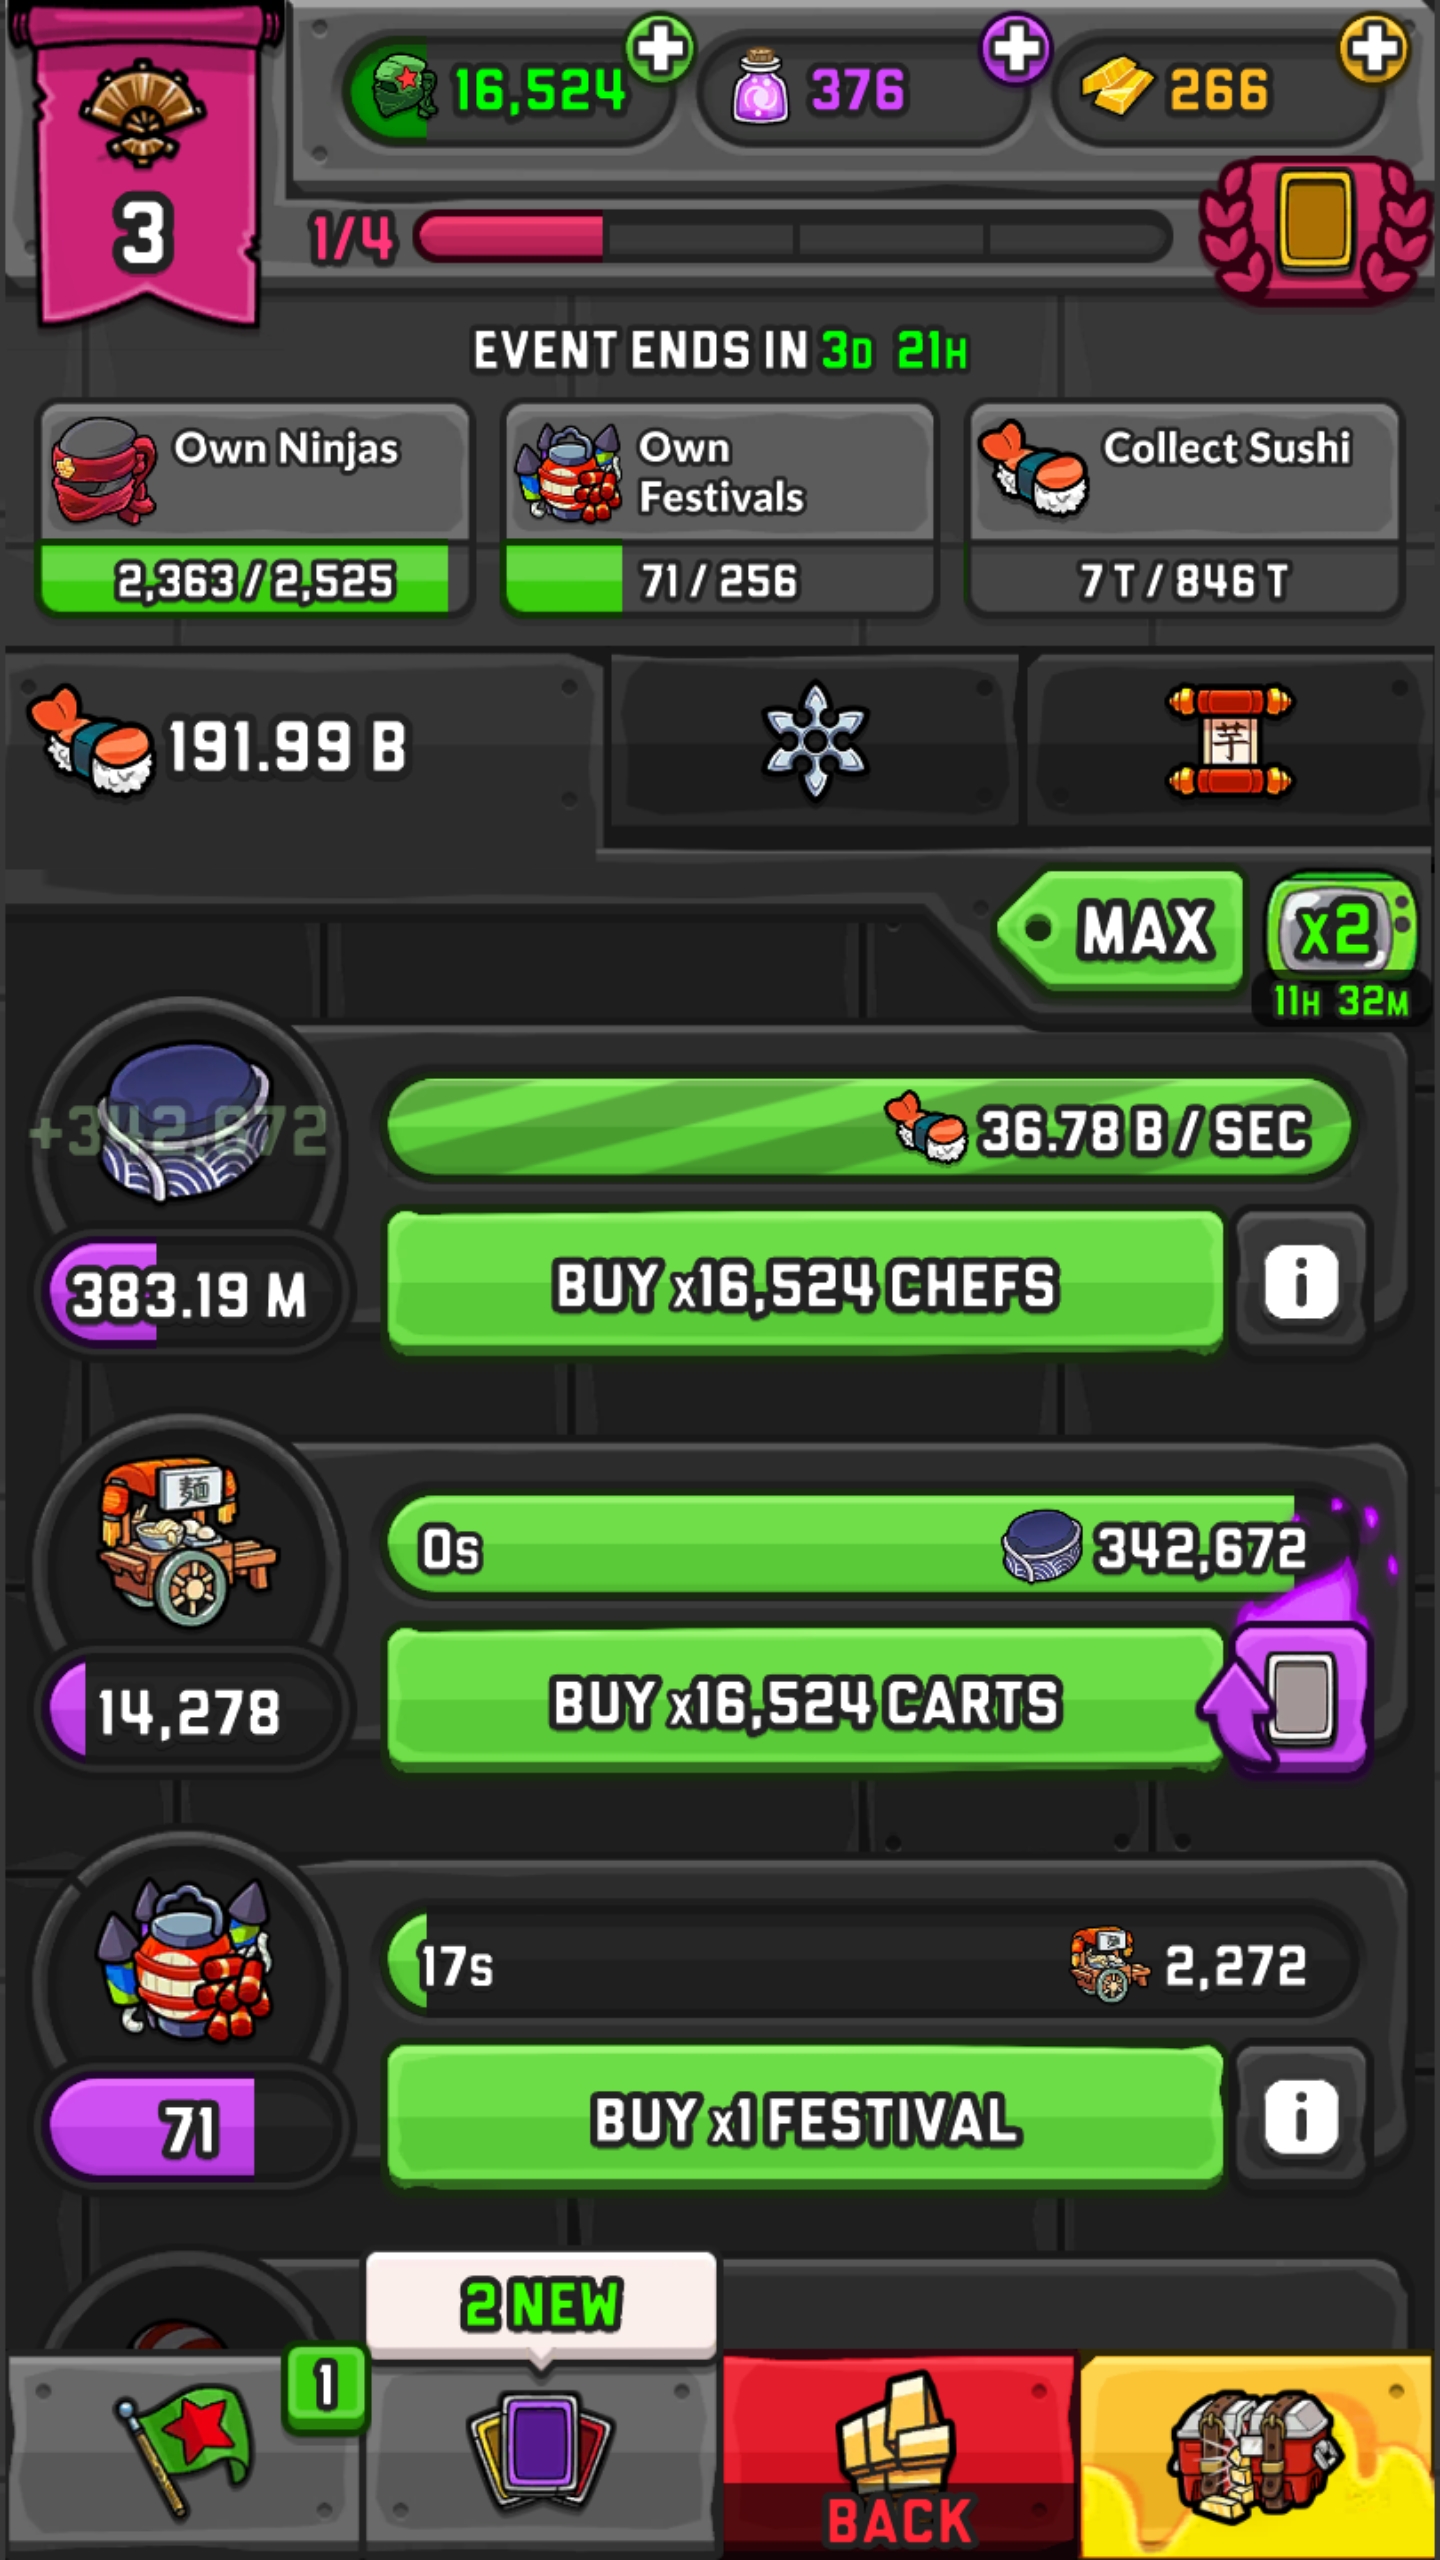 16,524
376
266
3
1/4
EVENT ENDS IN 3D 21H
Own Ninjas
2,363 / 2,525
Own
Festivals
71 / 256
Collect Sushi
7 T / 846 T
191.99 B
芋
MAX
x2
11H 32M
+342,672
36.78 B / SEC
383.19 M
BUY x16,524 CHEFS
麺
0s
342,672
14,278
BUY x16,524 CARTS
17s
2,272
71
BUY x1 FESTIVAL
2 NEW
1
BACK